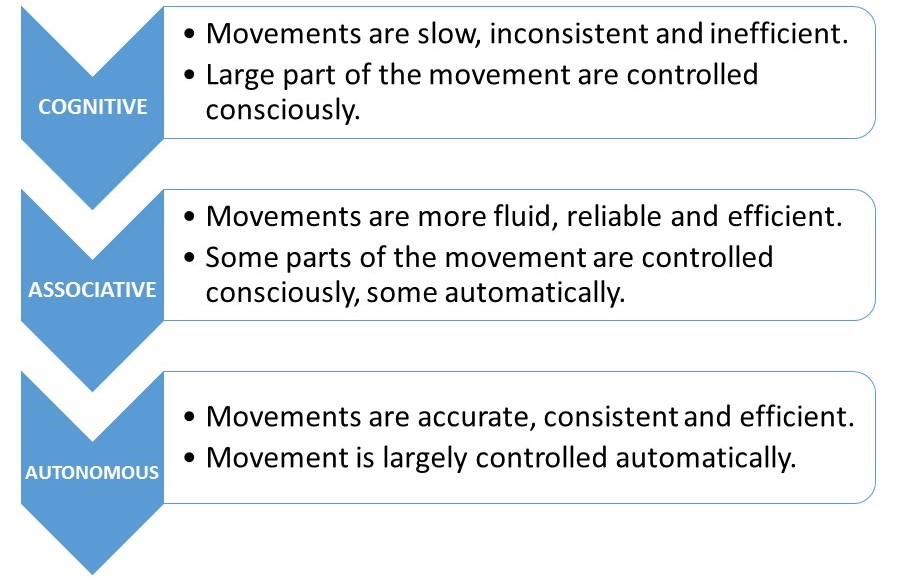 COGNITIVE
• Movements are slow, inconsistent and inefficient.
• Large part of the movement are controlled
consciously.
ASSOCIATIVE
• Movements are more fluid, reliable and efficient.
• Some parts of the movement are controlled
consciously, some automatically.
AUTONOMOUS
• Movements are accurate, consistent and efficient.
• Movement is largely controlled automatically.